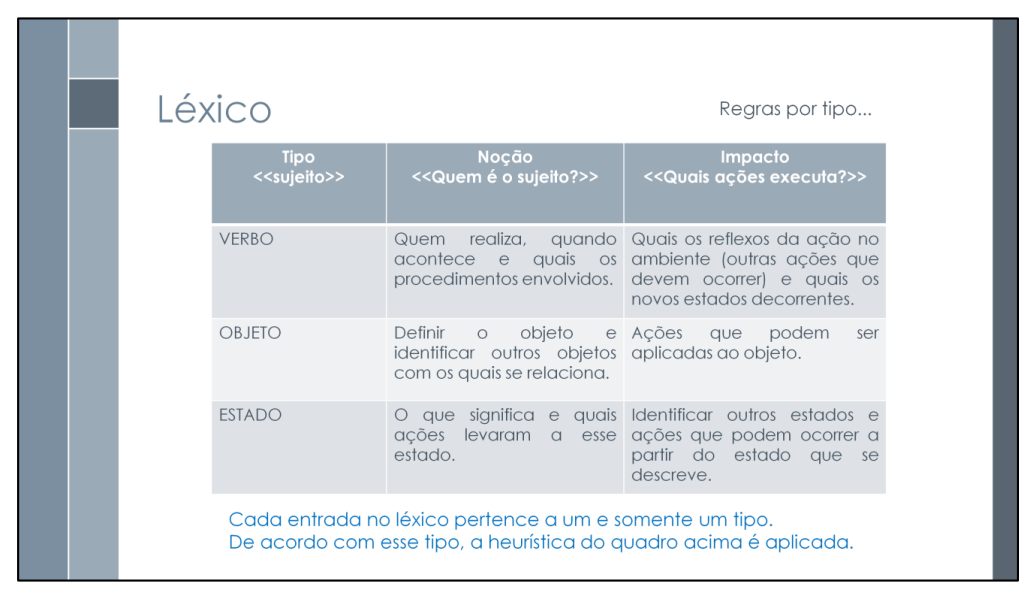 Léxico
Regras por tipo...
Tipo
<<sujeito>>
Noção
<<Quem é o sujeito?>>
Impacto
<<Quais ações executa?>>
VERBO
Quem realiza, quando
acontece e quais os
procedimentos envolvidos.
Quais os reflexos da ação no
ambiente (outras ações que
devem ocorrer) e quais os
novos estados decorrentes.
OBJETO
Definir o objeto e
identificar outros objetos
com os quais se relaciona.
Ações que podem ser
aplicadas ao objeto.
ESTADO
O que significa e quais
ações levaram a esse
estado.
Identificar outros estados e
ações que podem ocorrer a
partir do estado que se
descreve.
Cada entrada no léxico pertence a um e somente um tipo.
De acordo com esse tipo, a heurística do quadro acima é aplicada.